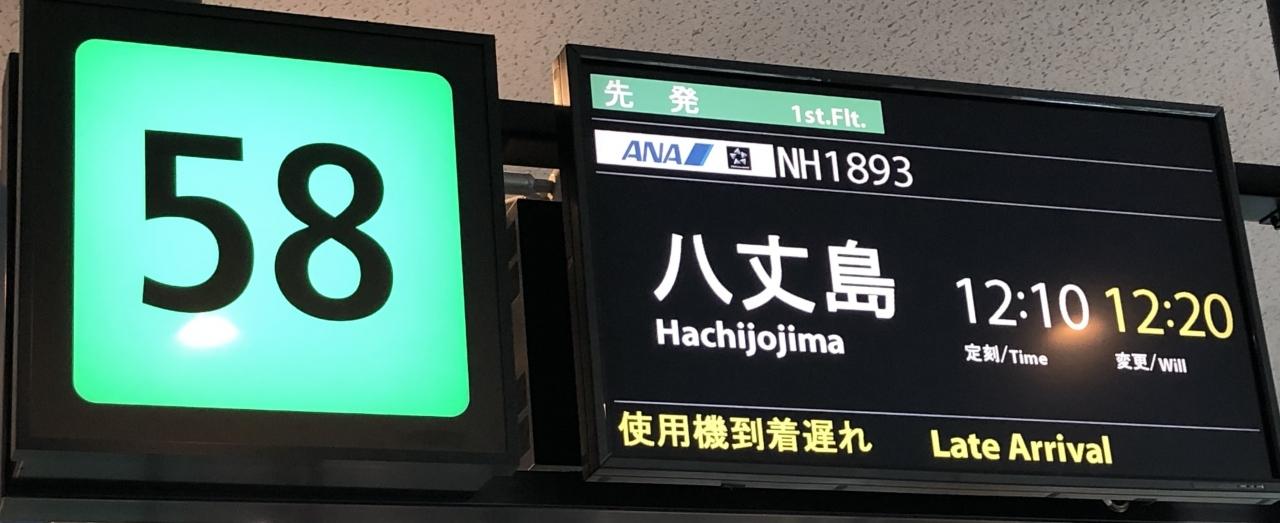 58
先発 1st.Flt.
ANA NH1893
八丈島 12:10 12:20
Hachijojima 定刻/Time 変更/Will
使用機到着遅れ Late Arrival